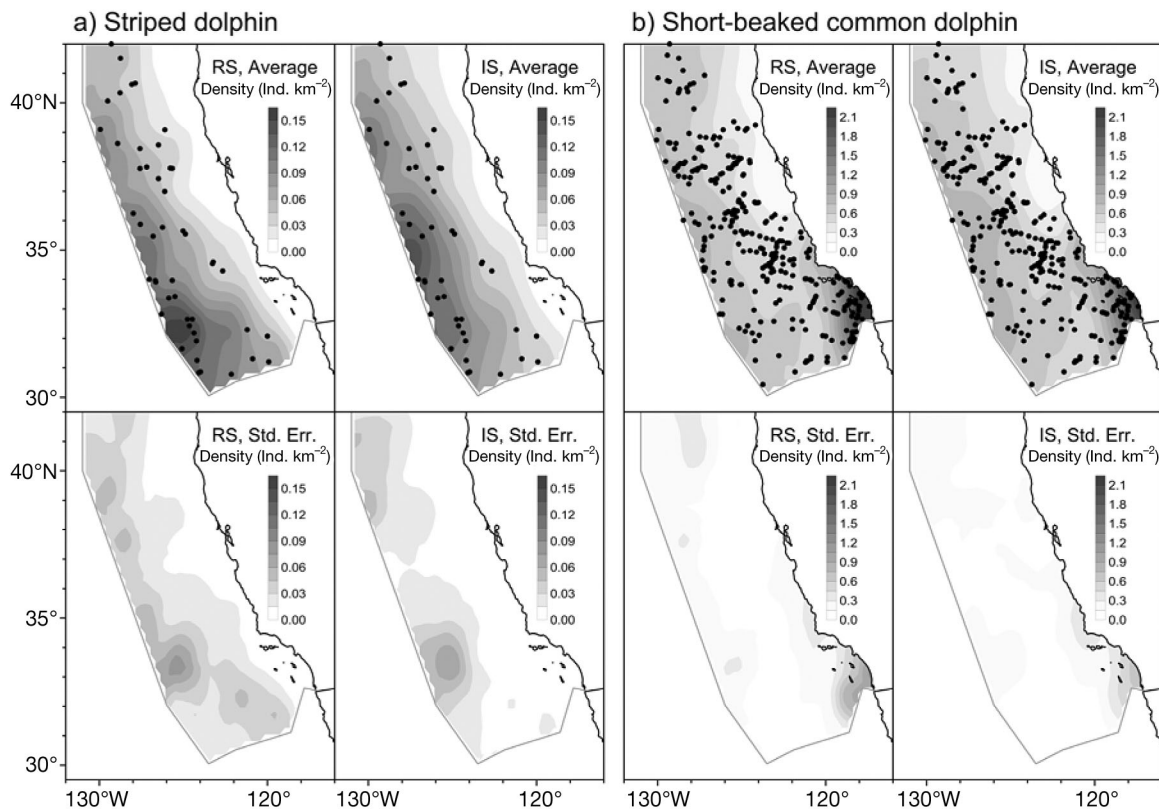 a) Striped dolphin
b) Short-beaked common dolphin
RS, Average
Density (Ind. km⁻²)
0.15
0.12
0.09
0.06
0.03
0.00
IS, Average
Density (Ind. km⁻²)
0.15
0.12
0.09
0.06
0.03
0.00
RS, Average
Density (Ind. km⁻²)
2.1
1.8
1.5
1.2
0.9
0.6
0.3
0.0
IS, Average
Density (Ind. km⁻²)
2.1
1.8
1.5
1.2
0.9
0.6
0.3
0.0
40°N
35°
30°
RS, Std. Err.
Density (Ind. km⁻²)
0.15
0.12
0.09
0.06
0.03
0.00
IS, Std. Err.
Density (Ind. km⁻²)
0.15
0.12
0.09
0.06
0.03
0.00
RS, Std. Err.
Density (Ind. km⁻²)
2.1
1.8
1.5
1.2
0.9
0.6
0.3
0.0
IS, Std. Err.
Density (Ind. km⁻²)
2.1
1.8
1.5
1.2
0.9
0.6
0.3
0.0
40°N
35°
30°
130°W 120°
130°W 120°
130°W 120°
130°W 120°